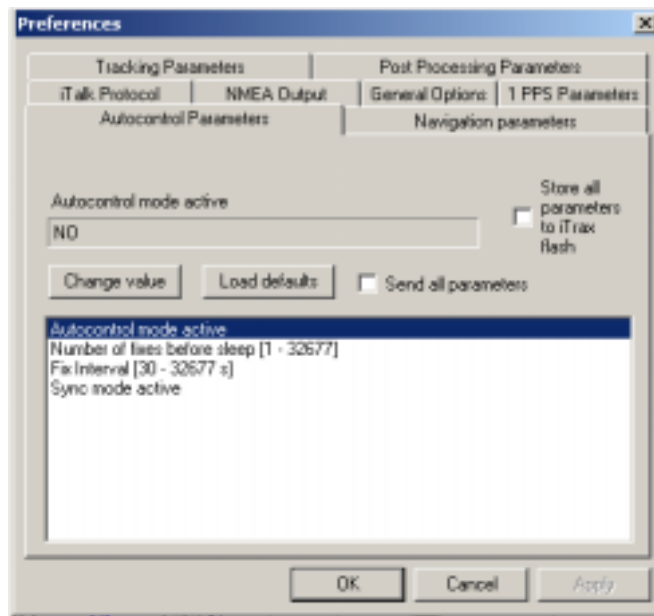 Preferences
Tracking Parameters
Post Processing Parameters
iTalk Protocol
NMEA Output
General Options
1 PPS Parameters
Autocontrol Parameters
Navigation parameters
Autocontrol mode active
Store all
parameters
to iTrax
flash
NO
Change value
Load defaults
Send all parameters
Autocontrol mode active
Number of fixes before sleep [1 - 32677]
Fix Interval [30 - 32677 s]
Sync mode active
OK
Cancel
Apply